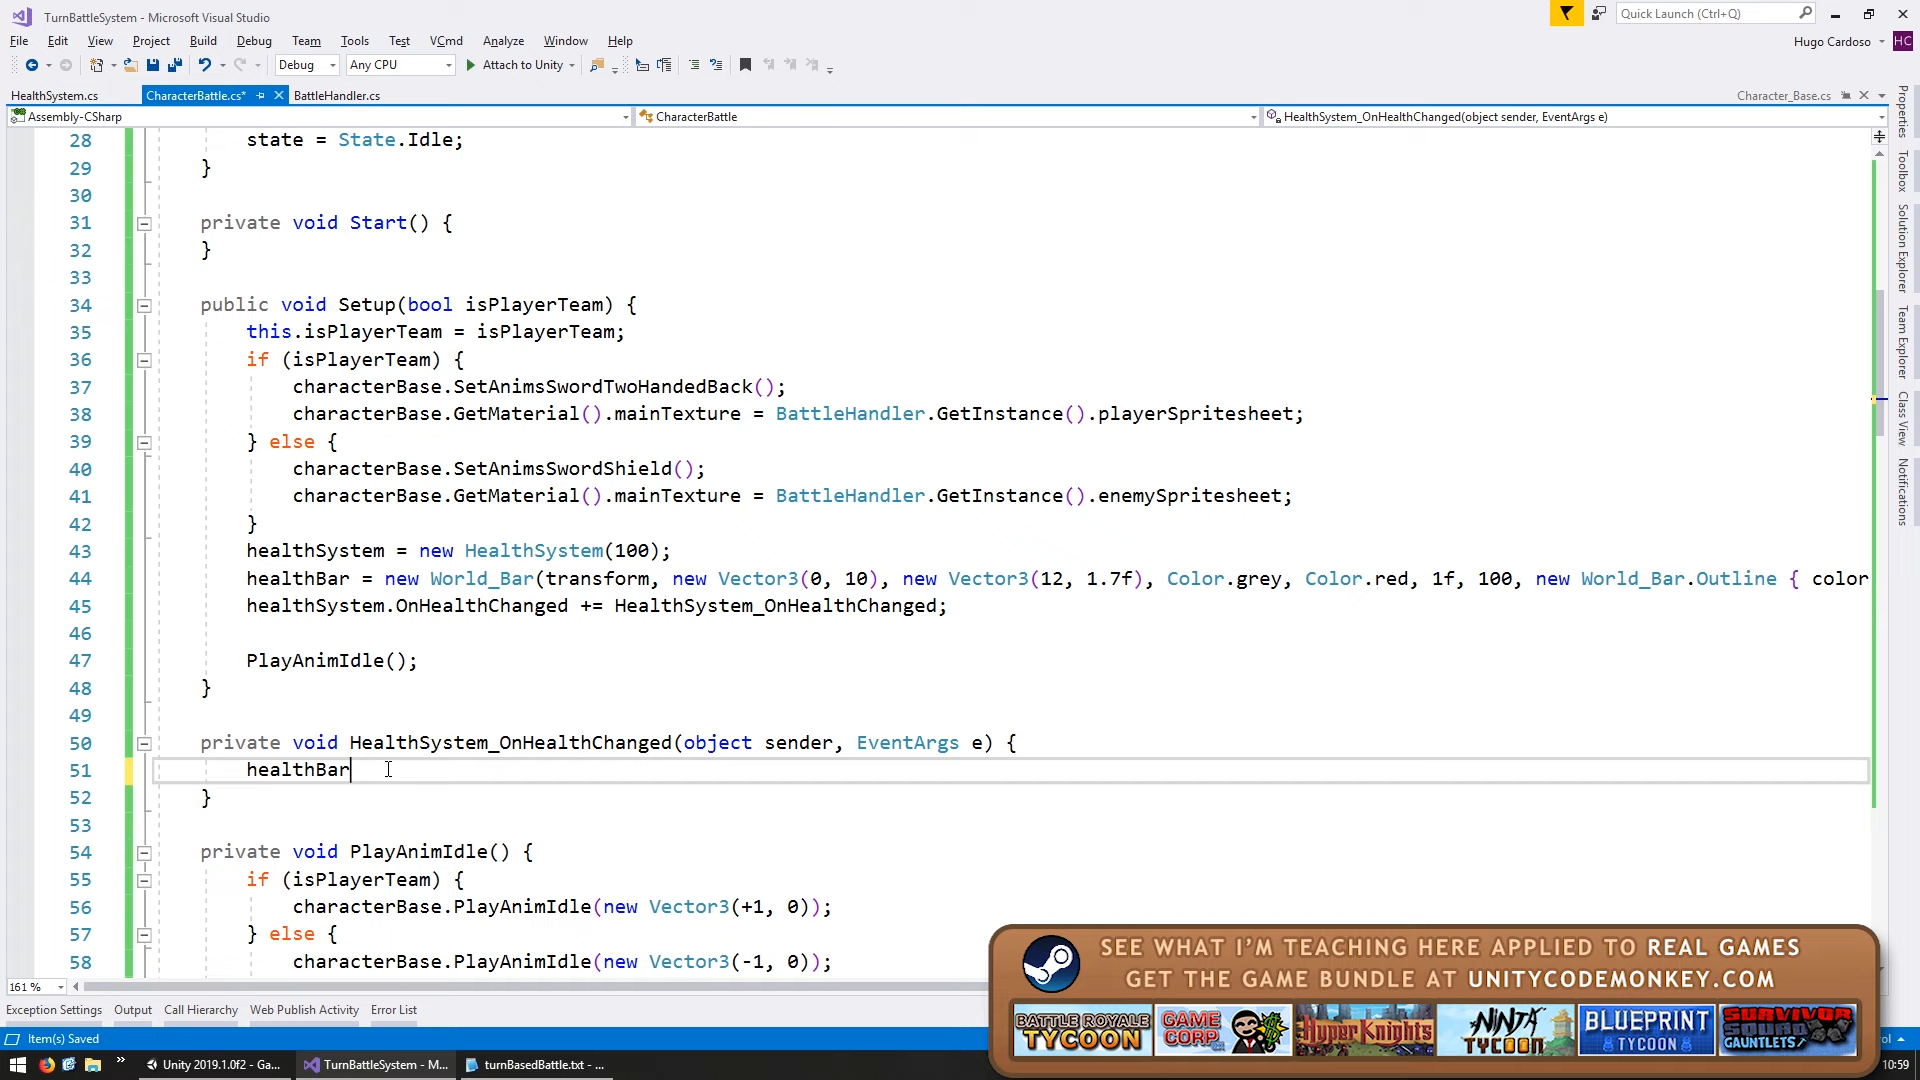 TurnBattleSystem - Microsoft Visual Studio
Quick Launch (Ctrl+Q)
File Edit View Project Build Debug Team Tools Test VCmd Analyze Window Help
Hugo Cardoso HC
Debug Any CPU Attach to Unity
HealthSystem.cs CharacterBattle.cs* BattleHandler.cs Character_Base.cs
Assembly-CSharp CharacterBattle HealthSystem_OnHealthChanged(object sender, EventArgs e)
28 state = State.Idle;
29 }
30
31 private void Start() {
32 }
33
34 public void Setup(bool isPlayerTeam) {
35 this.isPlayerTeam = isPlayerTeam;
36 if (isPlayerTeam) {
37 characterBase.SetAnimsSwordTwoHandedBack();
38 characterBase.GetMaterial().mainTexture = BattleHandler.GetInstance().playerSpritesheet;
39 } else {
40 characterBase.SetAnimsSwordShield();
41 characterBase.GetMaterial().mainTexture = BattleHandler.GetInstance().enemySpritesheet;
42 }
43 healthSystem = new HealthSystem(100);
44 healthBar = new World_Bar(transform, new Vector3(0, 10), new Vector3(12, 1.7f), Color.grey, Color.red, 1f, 100, new World_Bar.Outline { color
45 healthSystem.OnHealthChanged += HealthSystem_OnHealthChanged;
46
47 PlayAnimIdle();
48 }
49
50 private void HealthSystem_OnHealthChanged(object sender, EventArgs e) {
51 healthBar
52 }
53
54 private void PlayAnimIdle() {
55 if (isPlayerTeam) {
56 characterBase.PlayAnimIdle(new Vector3(+1, 0));
57 } else {
58 characterBase.PlayAnimIdle(new Vector3(-1, 0));
Properties
Toolbox
Solution Explorer
Team Explorer
Class View
Notifications
161 %
Exception Settings Output Call Hierarchy Web Publish Activity Error List
Item(s) Saved
SEE WHAT I'M TEACHING HERE APPLIED TO REAL GAMES
GET THE GAME BUNDLE AT UNITYCODEMONKEY.COM
BATTLE ROYALE TYCOON
GAME CORP
HYPER KNIGHTS
NINJA TYCOON
BLUEPRINT TYCOON
SURVIVOR SQUAD GAUNTLETS
Unity 2019.1.0f2 - Ga... TurnBattleSystem - M... turnBasedBattle.txt - ...
10:59